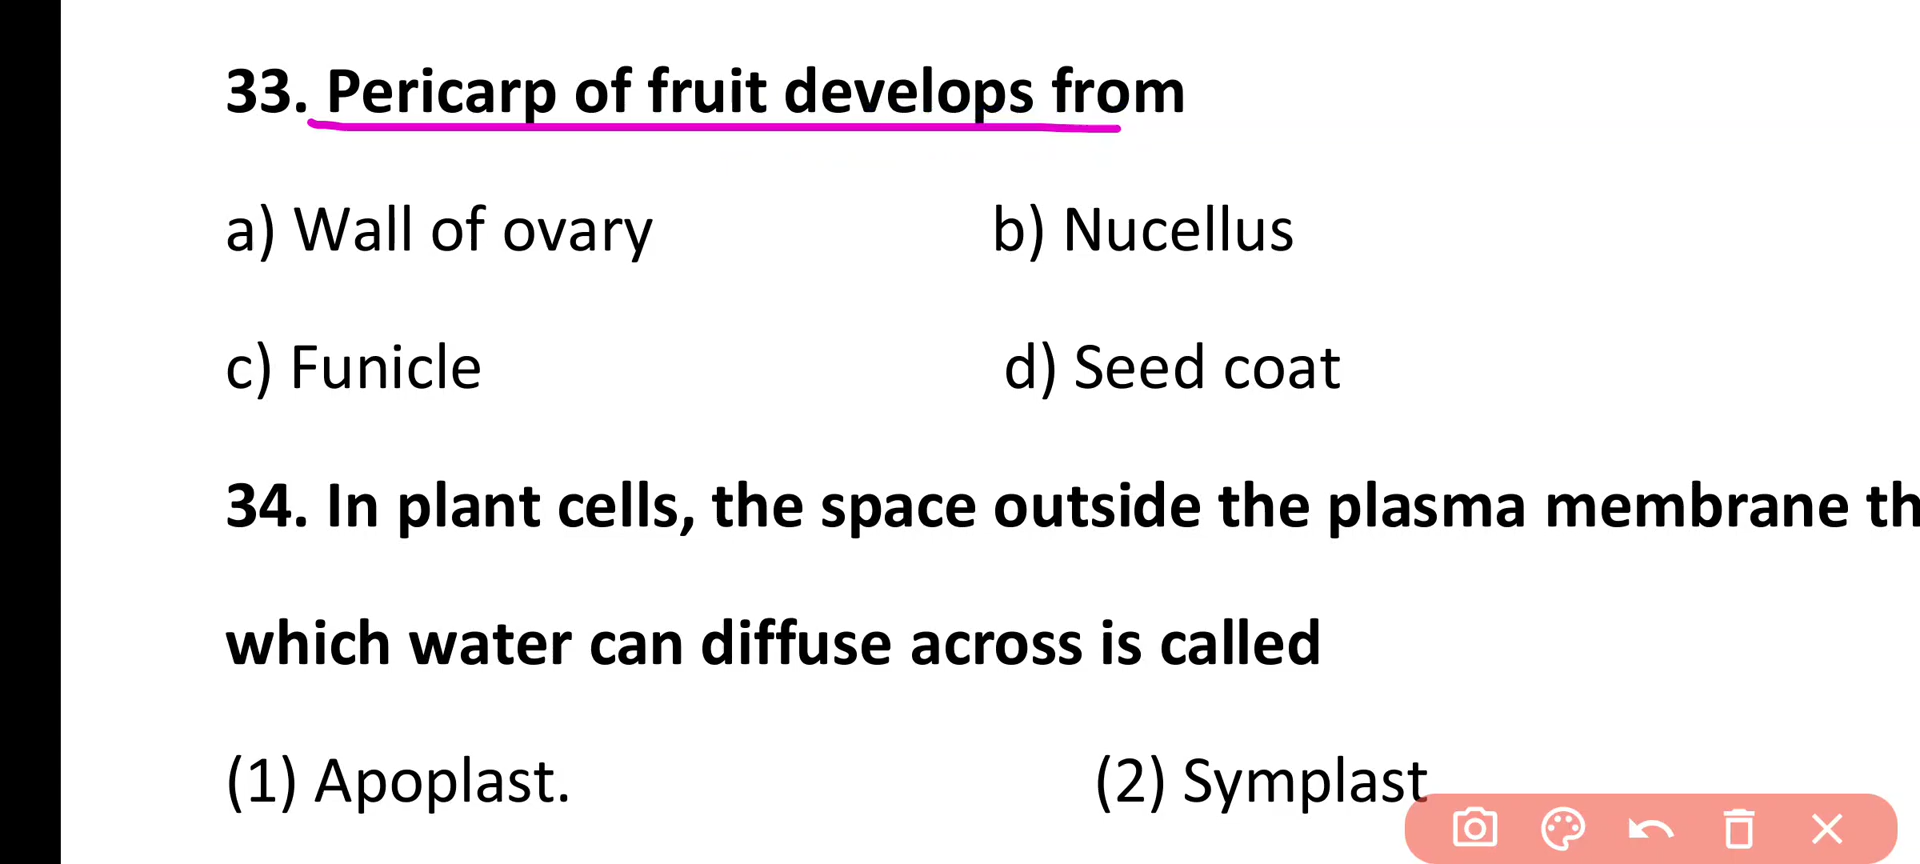 33. Pericarp of fruit develops from
a) Wall of ovary b) Nucellus
c) Funicle d) Seed coat
34. In plant cells, the space outside the plasma membrane
which water can diffuse across is called
(1) Apoplast. (2) Symplast